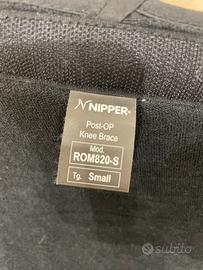 NIPPER®
Post-OP
Knee Brace
Mod.
ROM820-S
Tg. Small
subito